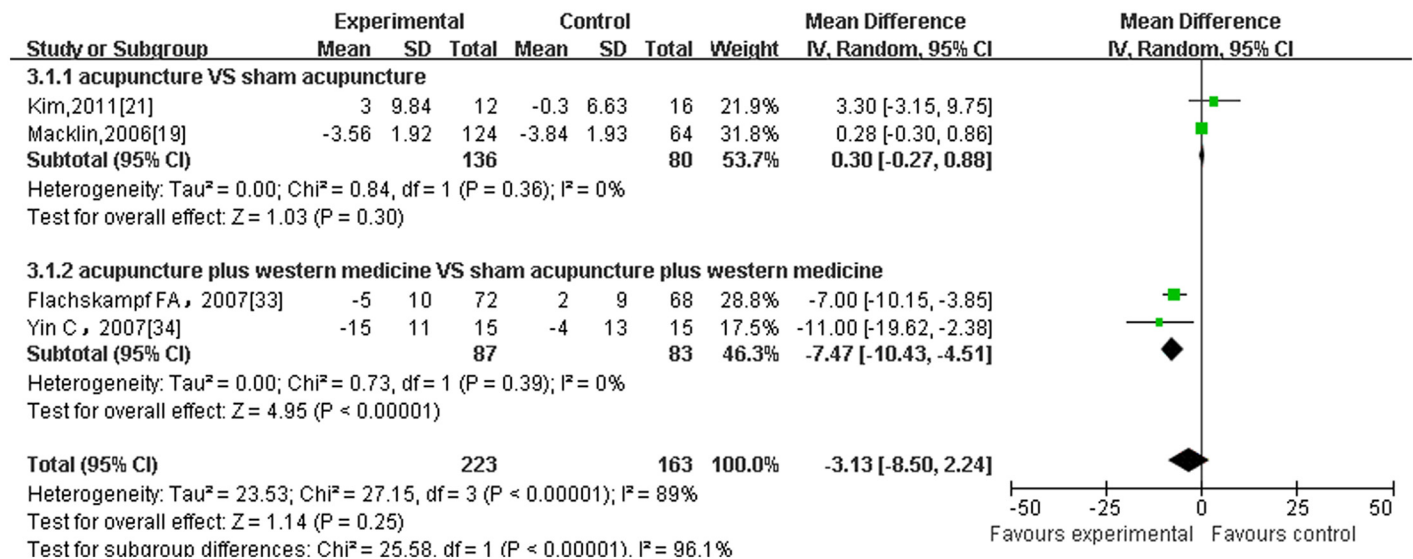 Experimental Control Mean Difference Mean Difference
Study or Subgroup Mean SD Total Mean SD Total Weight IV, Random, 95% CI IV, Random, 95% CI
3.1.1 acupuncture VS sham acupuncture
Kim,2011[21] 3 9.84 12 -0.3 6.63 16 21.9% 3.30 [-3.15, 9.75]
Macklin,2006[19] -3.56 1.92 124 -3.84 1.93 64 31.8% 0.28 [-0.30, 0.86]
Subtotal (95% CI) 136 80 53.7% 0.30 [-0.27, 0.88]
Heterogeneity: Tau² = 0.00; Chi² = 0.84, df = 1 (P = 0.36); I² = 0%
Test for overall effect: Z = 1.03 (P = 0.30)
3.1.2 acupuncture plus western medicine VS sham acupuncture plus western medicine
Flachskampf FA，2007[33] -5 10 72 2 9 68 28.8% -7.00 [-10.15, -3.85]
Yin C，2007[34] -15 11 15 -4 13 15 17.5% -11.00 [-19.62, -2.38]
Subtotal (95% CI) 87 83 46.3% -7.47 [-10.43, -4.51]
Heterogeneity: Tau² = 0.00; Chi² = 0.73, df = 1 (P = 0.39); I² = 0%
Test for overall effect: Z = 4.95 (P < 0.00001)
Total (95% CI) 223 163 100.0% -3.13 [-8.50, 2.24]
Heterogeneity: Tau² = 23.53; Chi² = 27.15, df = 3 (P < 0.00001); I² = 89%
Test for overall effect: Z = 1.14 (P = 0.25)
Test for subgroup differences: Chi² = 25.58, df = 1 (P < 0.00001), I² = 96.1%
-50 -25 0 25 50
Favours experimental Favours control